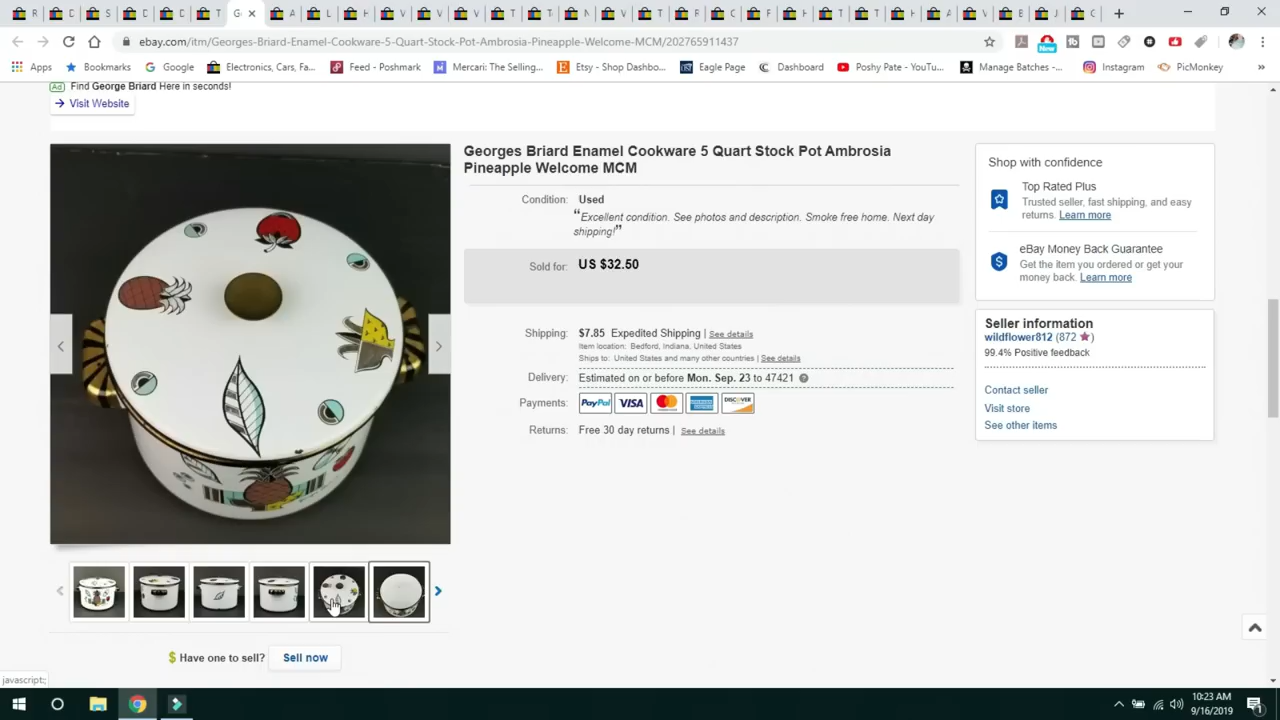 R
D
S
D
D
T
G
A
L
H
V
V
V
T
T
N
V
T
F
C
F
H
T
T
H
A
V
E
J
C
ebay.com/itm/Georges-Briard-Enamel-Cookware-5-Quart-Stock-Pot-Ambrosia-Pineapple-Welcome-MCM/202765911437
New
Apps
Bookmarks
Google
Electronics, Cars, Fa...
Feed - Poshmark
Mercari: The Selling...
Etsy - Shop Dashbo...
Eagle Page
Dashboard
Poshy Pate - YouTu...
Manage Batches -...
Instagram
PicMonkey
»
Ad Find George Briard Here in seconds!
→ Visit Website
Georges Briard Enamel Cookware 5 Quart Stock Pot Ambrosia
Pineapple Welcome MCM
Condition: Used
“Excellent condition. See photos and description. Smoke free home. Next day
shipping!”
Sold for: US $32.50
Shipping: $7.85 Expedited Shipping | See details
Item location: Bedford, Indiana, United States
Ships to: United States and many other countries | See details
Delivery: Estimated on or before Mon. Sep. 23 to 47421
Payments: PayPal VISA MasterCard AMERICAN EXPRESS DISCOVER
Returns: Free 30 day returns | See details
Shop with confidence
Top Rated Plus
Trusted seller, fast shipping, and easy
returns. Learn more
eBay Money Back Guarantee
Get the item you ordered or get your
money back. Learn more
Seller information
wildflower812 (872 ★)
99.4% Positive feedback
Contact seller
Visit store
See other items
$ Have one to sell? Sell now
javascript:;
10:23 AM
9/16/2019
1